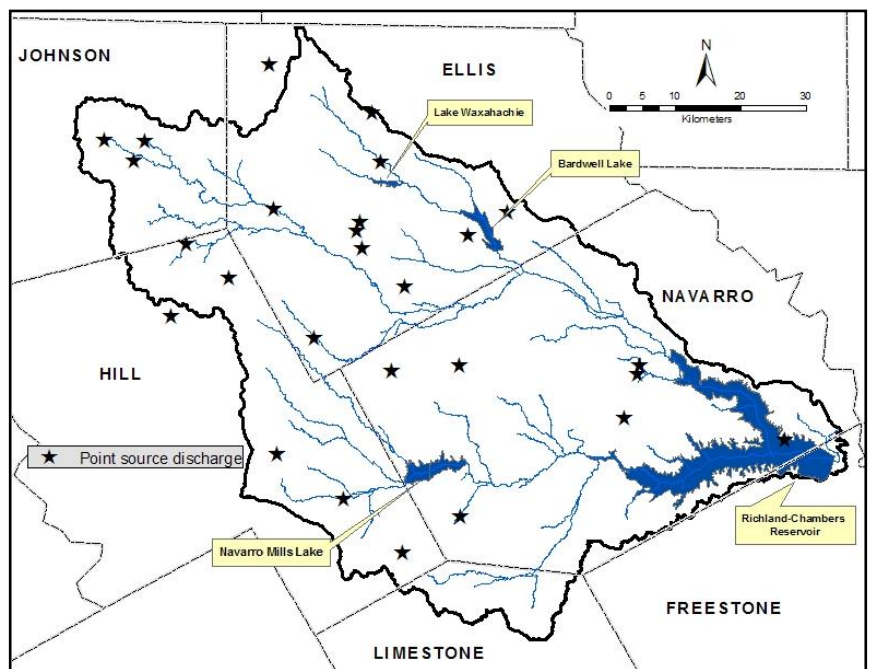 JOHNSON
ELLIS
N
0 5 10 20 30
Kilometers
Lake Waxahachie
Bardwell Lake
NAVARRO
HILL
Point source discharge
Richland-Chambers
Reservoir
Navarro Mills Lake
FREESTONE
LIMESTONE